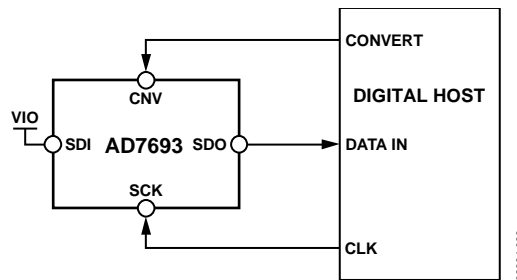 CONVERT
CNV
DIGITAL HOST
VIO
SDI
AD7693
SDO
DATA IN
SCK
CLK